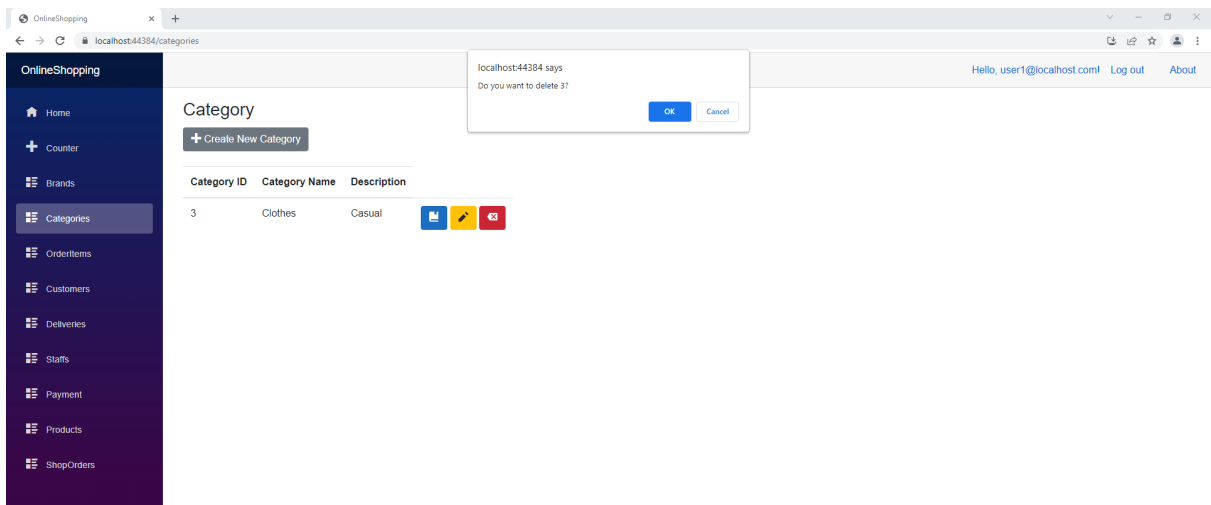 OnlineShopping
localhost:44384/categories
OnlineShopping
Hello, user1@localhost.com! Log out About
localhost:44384 says
Do you want to delete 3?
OK Cancel
Home
Counter
Brands
Categories
OrderItems
Customers
Deliveries
Staffs
Payment
Products
ShopOrders
Category
Create New Category
Category ID Category Name Description
3 Clothes Casual